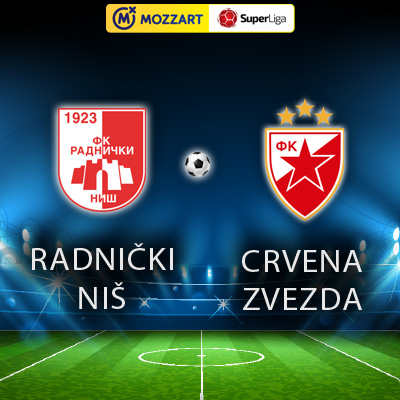 MOZZART SuperLiga
1923
ФК
РАДНИЧКИ
НИШ
ФК
RADNIČKI
NIŠ
CRVENA
ZVEZDA